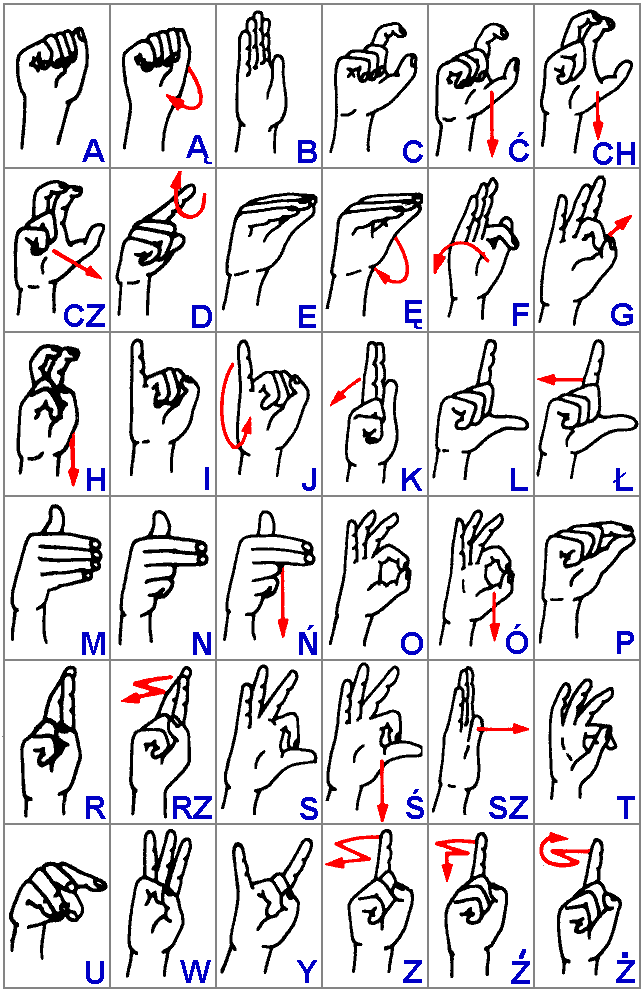 A Ą B C Ć CH
CZ D E Ę F G
H I J K L Ł
M N Ń O Ó P
R RZ S Ś SZ T
U W Y Z Ź Ż